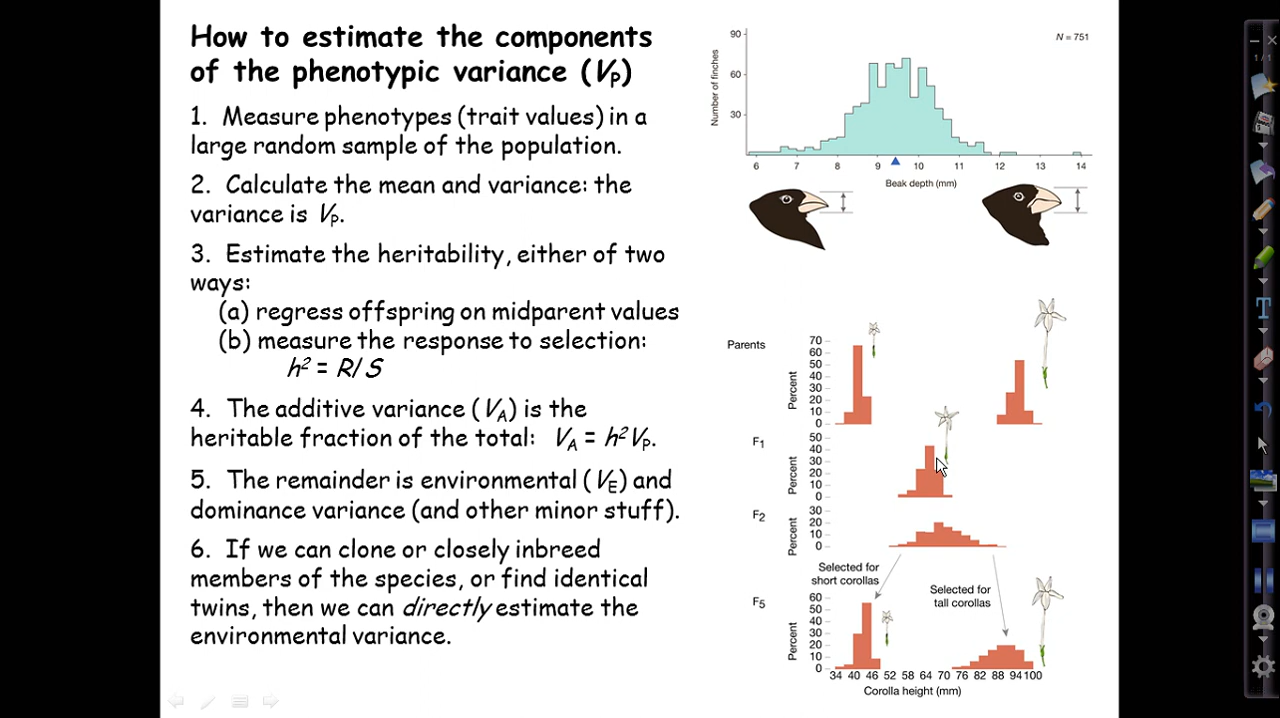 How to estimate the components
of the phenotypic variance (VP)
1. Measure phenotypes (trait values) in a
large random sample of the population.
2. Calculate the mean and variance: the
variance is VP.
3. Estimate the heritability, either of two
ways:
(a) regress offspring on midparent values
(b) measure the response to selection:
h² = R/S
4. The additive variance (VA) is the
heritable fraction of the total: VA = h²VP.
5. The remainder is environmental (VE) and
dominance variance (and other minor stuff).
6. If we can clone or closely inbreed
members of the species, or find identical
twins, then we can directly estimate the
environmental variance.
N = 751
Number of finches
90
60
30
6 7 8 9 10 11 12 13 14
Beak depth (mm)
Parents
Percent
70
60
50
40
30
20
10
0
F1
Percent
50
40
30
20
10
0
F2
Percent
30
20
10
0
Selected for
short corollas
Selected for
tall corollas
F5
Percent
60
50
40
30
20
10
0
34 40 46 52 58 64 70 76 82 88 94 100
Corolla height (mm)
1/1